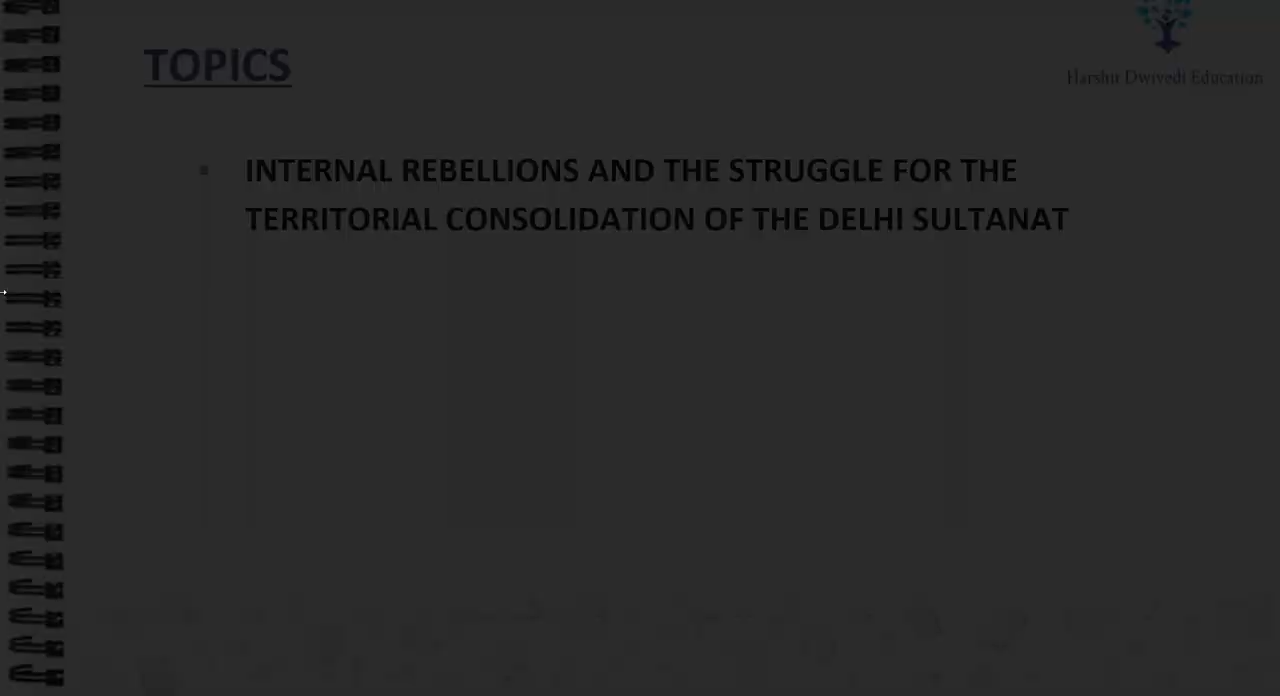 Harshit Dwivedi Education
TOPICS
INTERNAL REBELLIONS AND THE STRUGGLE FOR THE
TERRITORIAL CONSOLIDATION OF THE DELHI SULTANAT